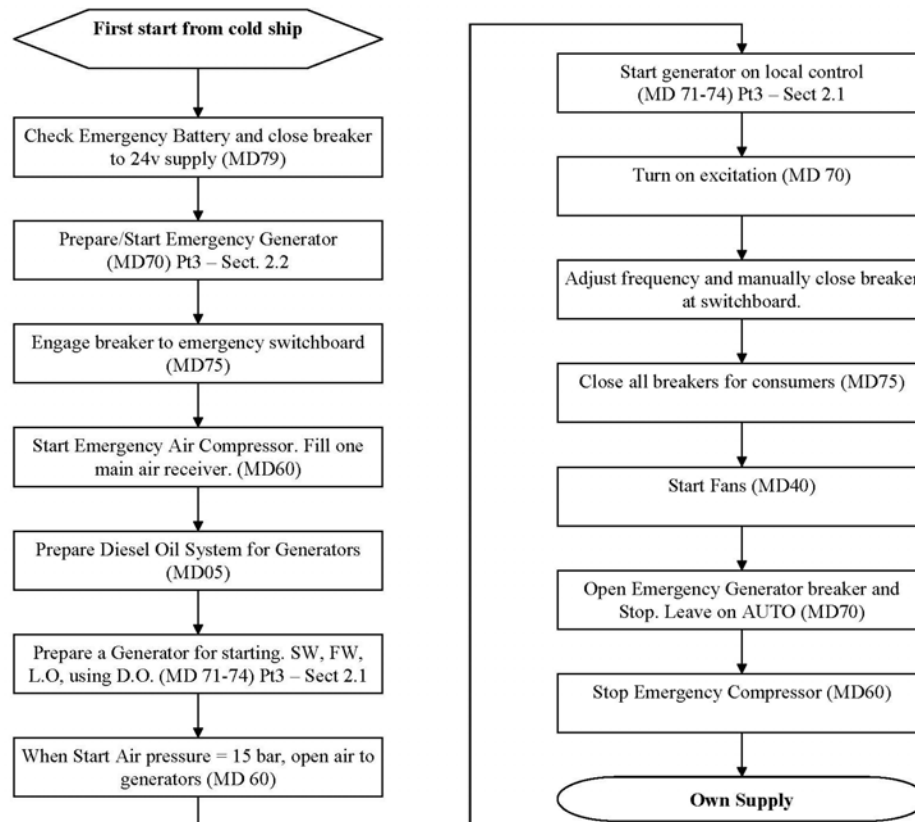 First start from cold ship
Check Emergency Battery and close breaker
to 24v supply (MD79)
Prepare/Start Emergency Generator
(MD70) Pt3 – Sect. 2.2
Engage breaker to emergency switchboard
(MD75)
Start Emergency Air Compressor. Fill one
main air receiver. (MD60)
Prepare Diesel Oil System for Generators
(MD05)
Prepare a Generator for starting. SW, FW,
L.O, using D.O. (MD 71-74) Pt3 – Sect 2.1
When Start Air pressure = 15 bar, open air to
generators (MD 60)
Start generator on local control
(MD 71-74) Pt3 – Sect 2.1
Turn on excitation (MD 70)
Adjust frequency and manually close breaker
at switchboard.
Close all breakers for consumers (MD75)
Start Fans (MD40)
Open Emergency Generator breaker and
Stop. Leave on AUTO (MD70)
Stop Emergency Compressor (MD60)
Own Supply